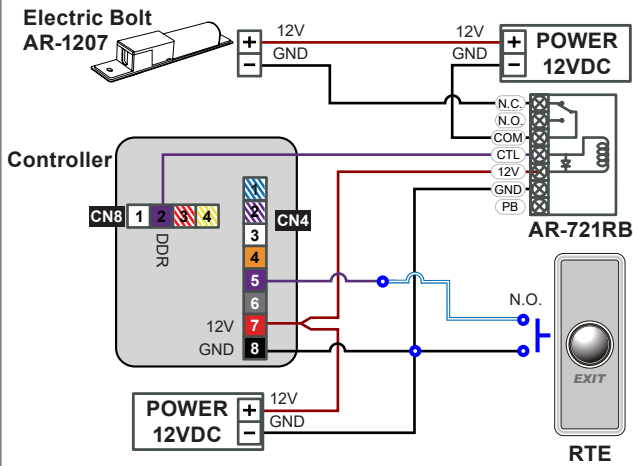 Electric Bolt
AR-1207
+
−
12V
GND
12V
GND
+
−
POWER
12VDC
N.C.
N.O.
COM
CTL
12V
GND
PB
AR-721RB
Controller
CN8
1 2 3 4
DDR
1
2
3
4
5
6
7
8
CN4
12V
GND
N.O.
EXIT
RTE
POWER
12VDC
+
−
12V
GND